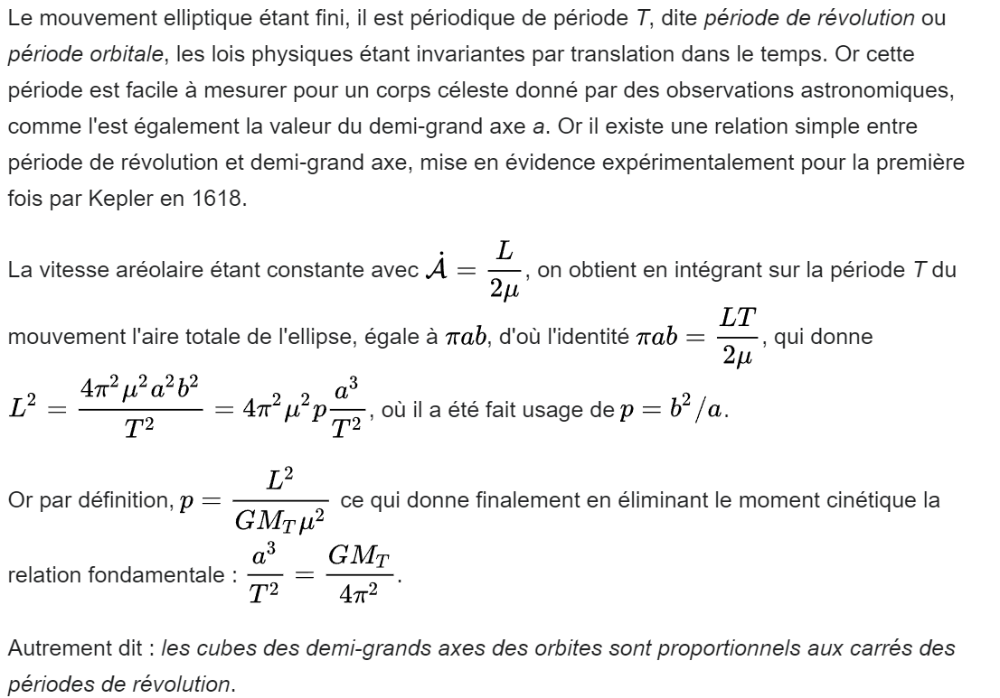 Le mouvement elliptique étant fini, il est périodique de période T, dite période de révolution ou
période orbitale, les lois physiques étant invariantes par translation dans le temps. Or cette
période est facile à mesurer pour un corps céleste donné par des observations astronomiques,
comme l'est également la valeur du demi-grand axe a. Or il existe une relation simple entre
période de révolution et demi-grand axe, mise en évidence expérimentalement pour la première
fois par Kepler en 1618.
La vitesse aréolaire étant constante avec $\dot{\mathcal{A}} = \dfrac{L}{2\mu}$, on obtient en intégrant sur la période T du
mouvement l'aire totale de l'ellipse, égale à $\pi ab$, d'où l'identité $\pi ab = \dfrac{LT}{2\mu}$, qui donne
$L^2 = \dfrac{4\pi^2\mu^2a^2b^2}{T^2} = 4\pi^2\mu^2p\dfrac{a^3}{T^2}$, où il a été fait usage de $p = b^2/a$.
Or par définition, $p = \dfrac{L^2}{GM_T\mu^2}$ ce qui donne finalement en éliminant le moment cinétique la
relation fondamentale : $\dfrac{a^3}{T^2} = \dfrac{GM_T}{4\pi^2}$.
Autrement dit : les cubes des demi-grands axes des orbites sont proportionnels aux carrés des
périodes de révolution.